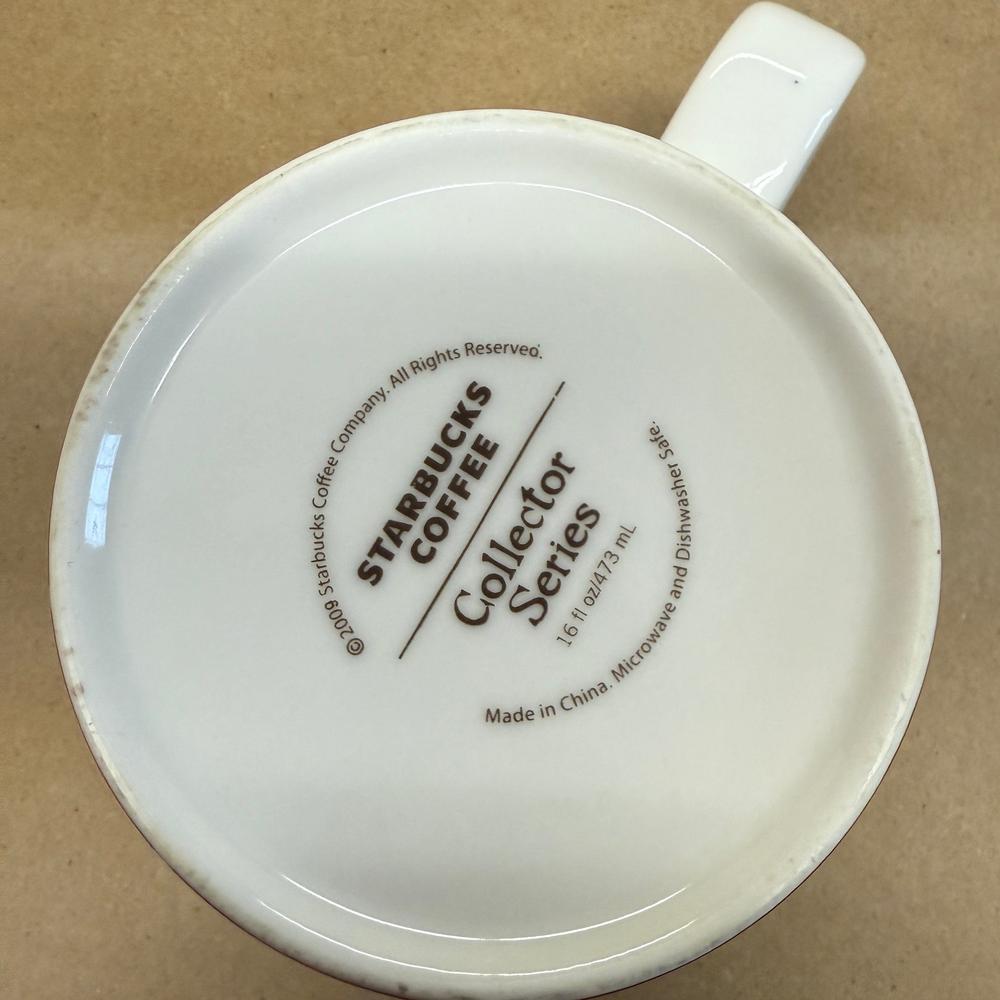 © 2009 Starbucks Coffee Company. All Rights Reserved.
STARBUCKS
COFFEE
Collector
Series
16 fl oz/473 mL
Made in China. Microwave and Dishwasher Safe.